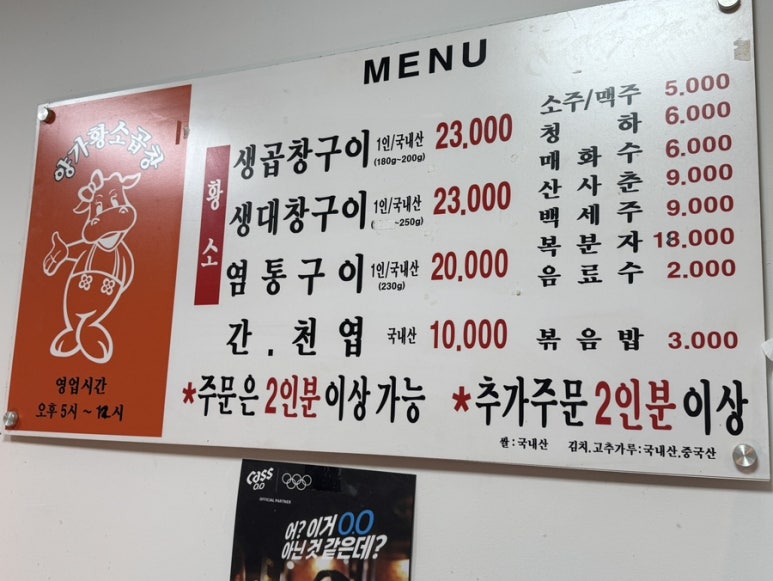 MENU
양가황소곱창
영업시간
오후 5시 ~ 12시
황소
생곱창구이 1인/국내산 (180g~200g) 23,000
생대창구이 1인/국내산 ~250g) 23,000
염통구이 1인/국내산 (230g) 20,000
간.천엽 국내산 10,000
소주/맥주 5.000
청하 6.000
매화수 6.000
산사춘 9.000
백세주 9.000
복분자 18.000
음료수 2.000
볶음밥 3.000
*주문은 2인분 이상 가능 *추가주문 2인분 이상
쌀:국내산 김치.고추가루:국내산.중국산
Cass 0.0
OFFICIAL PARTNER
어? 이거 0.0
아닌 것 같은데?